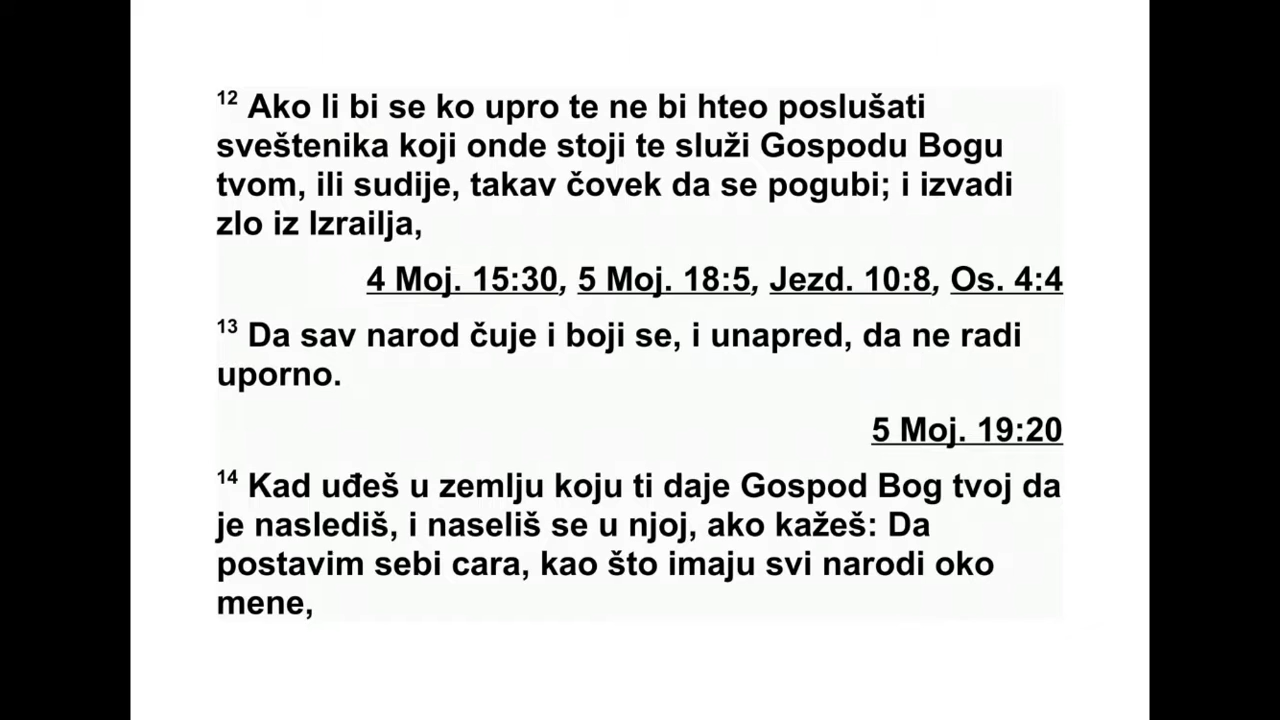 12 Ako li bi se ko upro te ne bi hteo poslušati
sveštenika koji onde stoji te služi Gospodu Bogu
tvom, ili sudije, takav čovek da se pogubi; i izvadi
zlo iz Izrailja,
4 Moj. 15:30, 5 Moj. 18:5, Jezd. 10:8, Os. 4:4
13 Da sav narod čuje i boji se, i unapred, da ne radi
uporno.
5 Moj. 19:20
14 Kad uđeš u zemlju koju ti daje Gospod Bog tvoj da
je naslediš, i naseliš se u njoj, ako kažeš: Da
postavim sebi cara, kao što imaju svi narodi oko
mene,